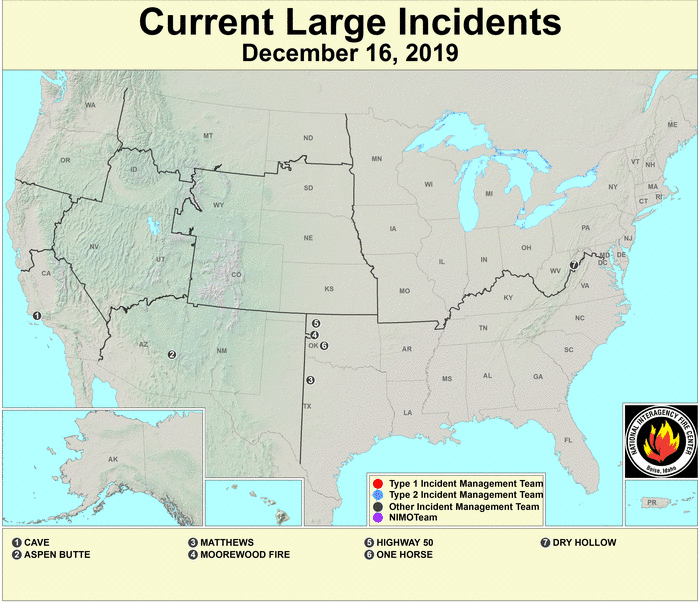 Current Large Incidents
December 16, 2019
WA
MT
ND
MN
ME
OR
ID
SD
WI
MI
VT
NH
NY
MA
CT
RI
WY
IA
PA
NJ
NV
UT
CO
NE
IL
IN
OH
MD
DE
DC
WV
VA
CA
KS
MO
KY
1
7
5
4
AZ
2
NM
OK
6
AR
TN
NC
SC
3
TX
MS
AL
GA
LA
FL
AK
PR
NATIONAL INTERAGENCY FIRE CENTER
Boise, Idaho
Type 1 Incident Management Team
Type 2 Incident Management Team
Other Incident Management Team
NIMOTeam
1 CAVE
2 ASPEN BUTTE
3 MATTHEWS
4 MOOREWOOD FIRE
5 HIGHWAY 50
6 ONE HORSE
7 DRY HOLLOW